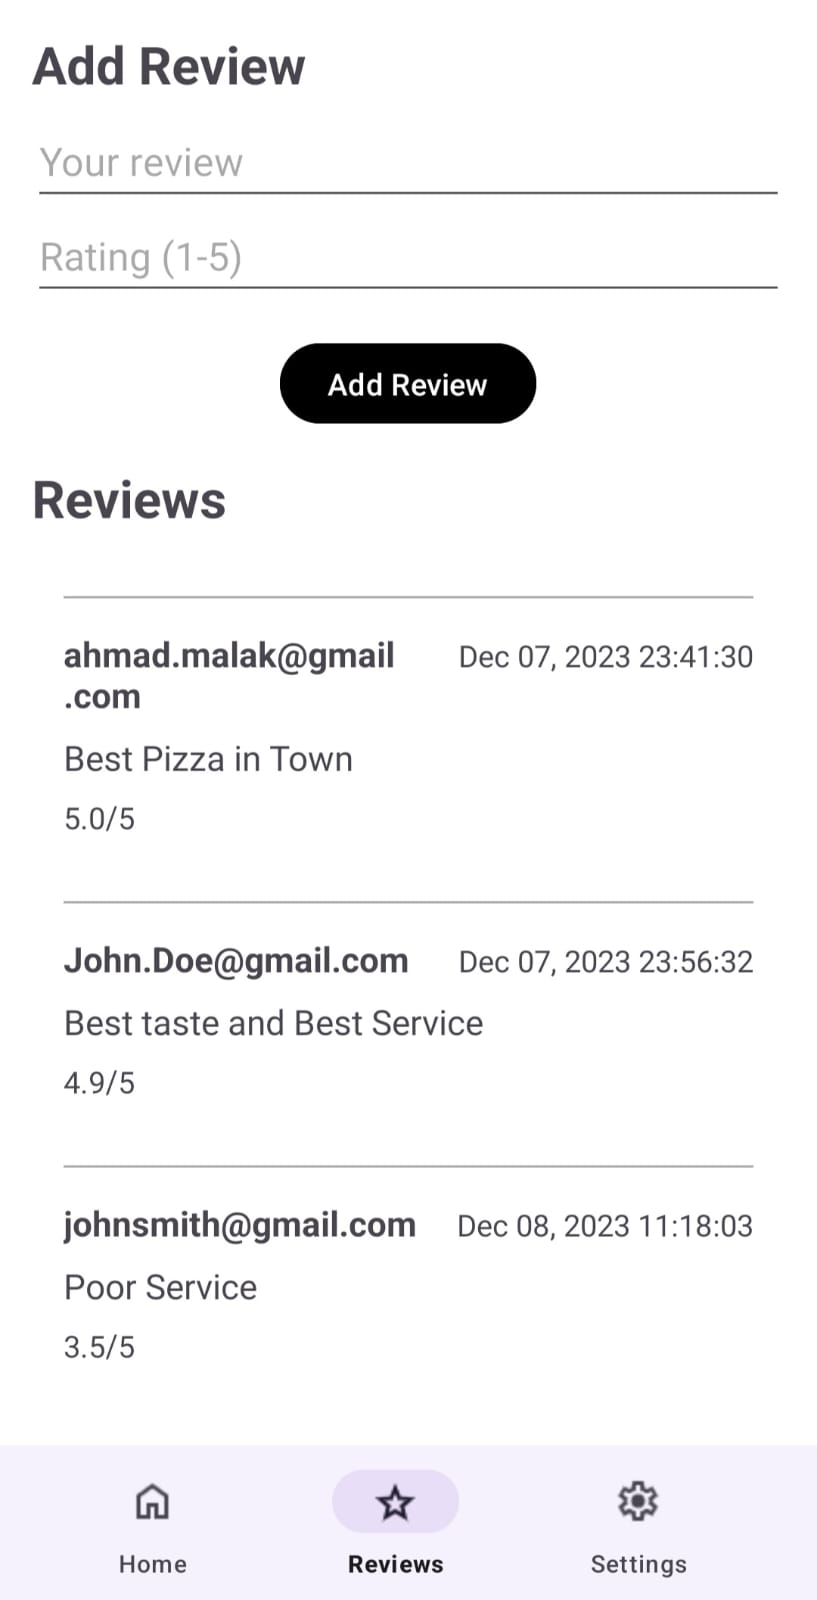 Add Review
Your review
Rating (1-5)
Add Review
Reviews
ahmad.malak@gmail
.com
Dec 07, 2023 23:41:30
Best Pizza in Town
5.0/5
John.Doe@gmail.com
Dec 07, 2023 23:56:32
Best taste and Best Service
4.9/5
johnsmith@gmail.com
Dec 08, 2023 11:18:03
Poor Service
3.5/5
Home
Reviews
Settings